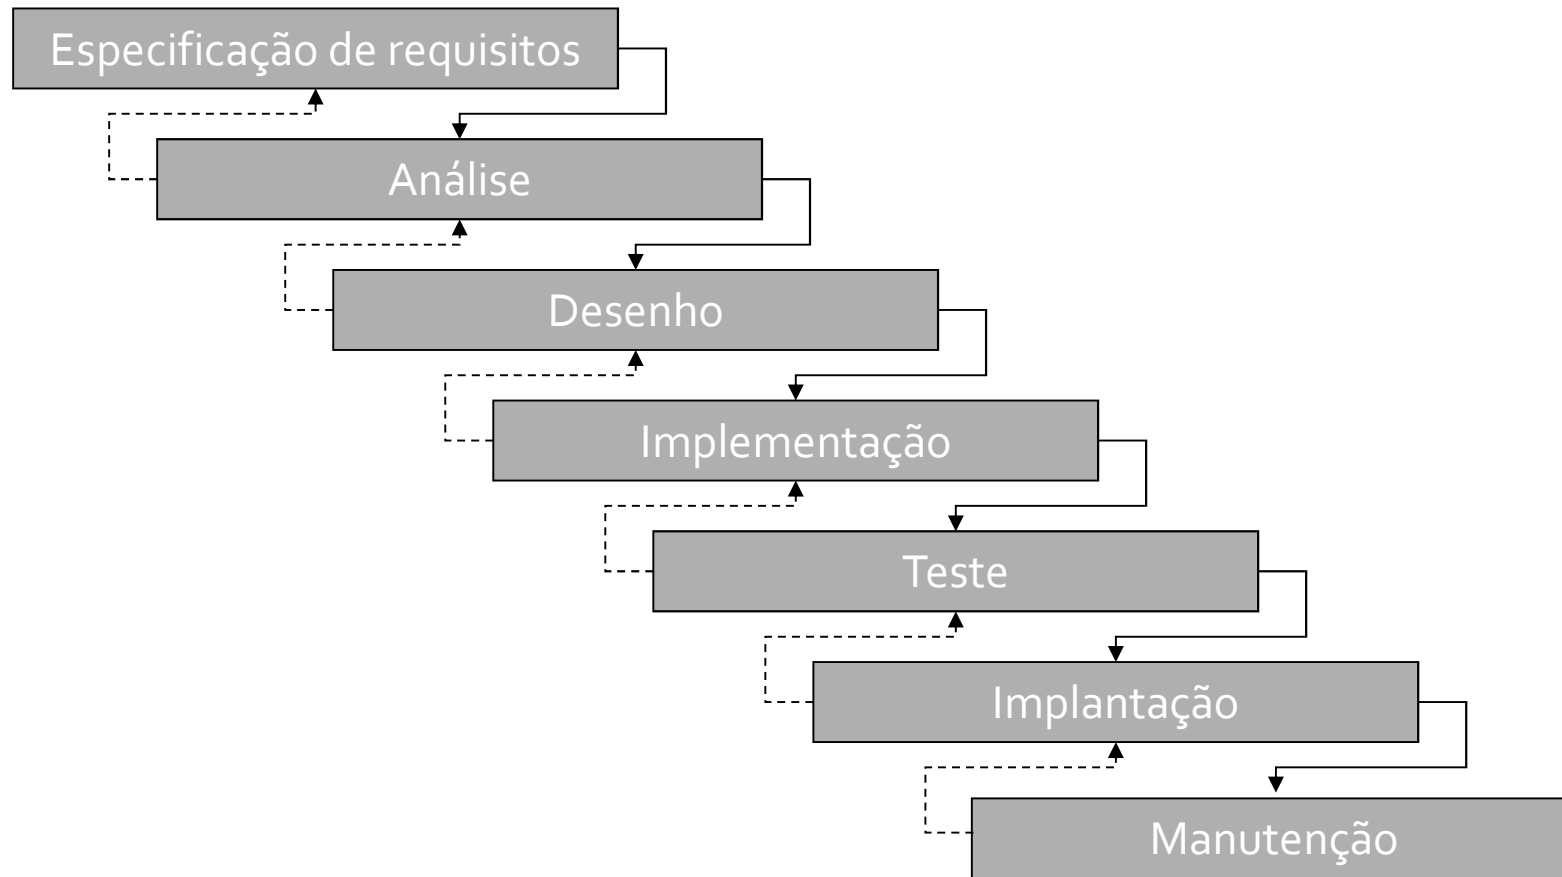 Especificação de requisitos
Análise
Desenho
Implementação
Teste
Implantação
Manutenção